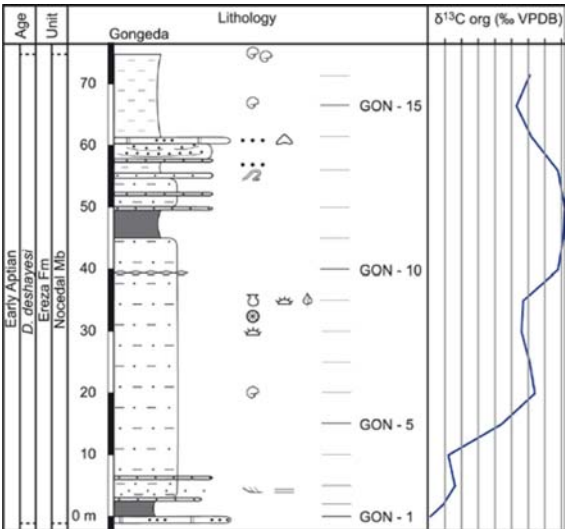 Age
Unit
Lithology
δ¹³C org (‰ VPDB)
Gongeda
70
60
50
40
30
20
10
0 m
GON - 15
GON - 10
GON - 5
GON - 1
Early Aptian
D. deshayesi
Ereza Fm
Nocedal Mb